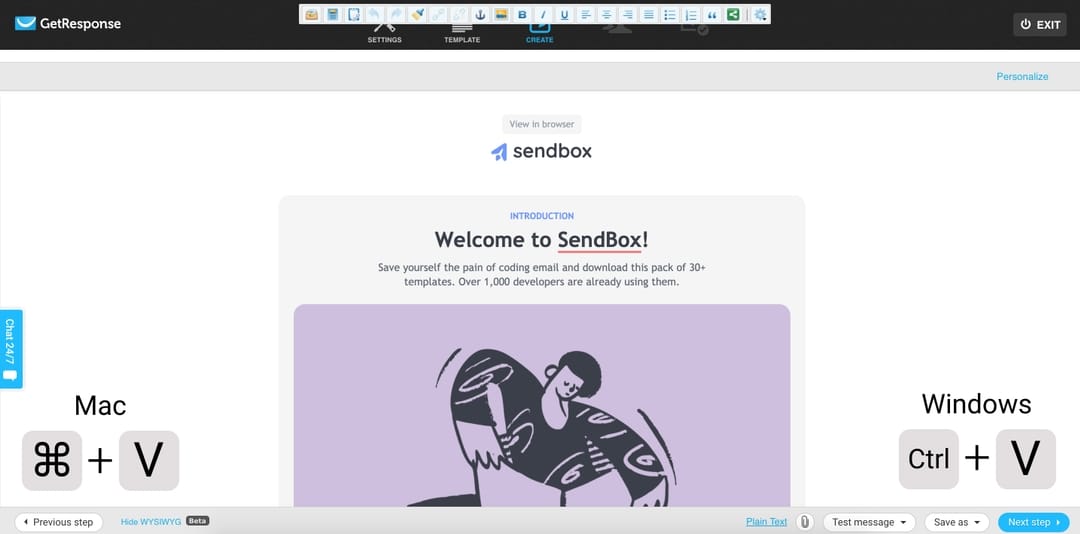 GetResponse
B I U
EXIT
SETTINGS
TEMPLATE
CREATE
Personalize
View in browser
sendbox
INTRODUCTION
Welcome to SendBox!
Save yourself the pain of coding email and download this pack of 30+
templates. Over 1,000 developers are already using them.
Chat 24/7
Mac
⌘ + V
Windows
Ctrl + V
Previous step
Hide WYSIWYG Beta
Plain Text
Test message
Save as
Next step